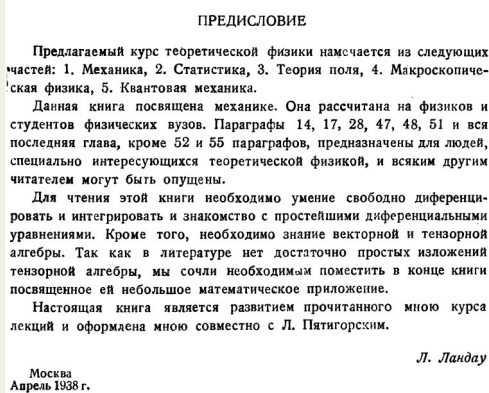 ПРЕДИСЛОВИЕ
Предлагаемый курс теоретической физики намечается из следующих
частей: 1. Механика, 2. Статистика, 3. Теория поля, 4. Макроскопиче-
ская физика, 5. Квантовая механика.
Данная книга посвящена механике. Она рассчитана на физиков и
студентов физических вузов. Параграфы 14, 17, 28, 47, 48, 51 и вся
последняя глава, кроме 52 и 55 параграфов, предназначены для людей,
специально интересующихся теоретической физикой, и всяким другим
читателем могут быть опущены.
Для чтения этой книги необходимо умение свободно диференци-
ровать и интегрировать и знакомство с простейшими диференциальными
уравнениями. Кроме того, необходимо знание векторной и тензорной
алгебры. Так как в литературе нет достаточно простых изложений
тензорной алгебры, мы сочли необходимым поместить в конце книги
посвященное ей небольшое математическое приложение.
Настоящая книга является развитием прочитанного мною курса
лекций и оформлена мною совместно с Л. Пятигорским.
Л. Ландау
Москва
Апрель 1938 г.